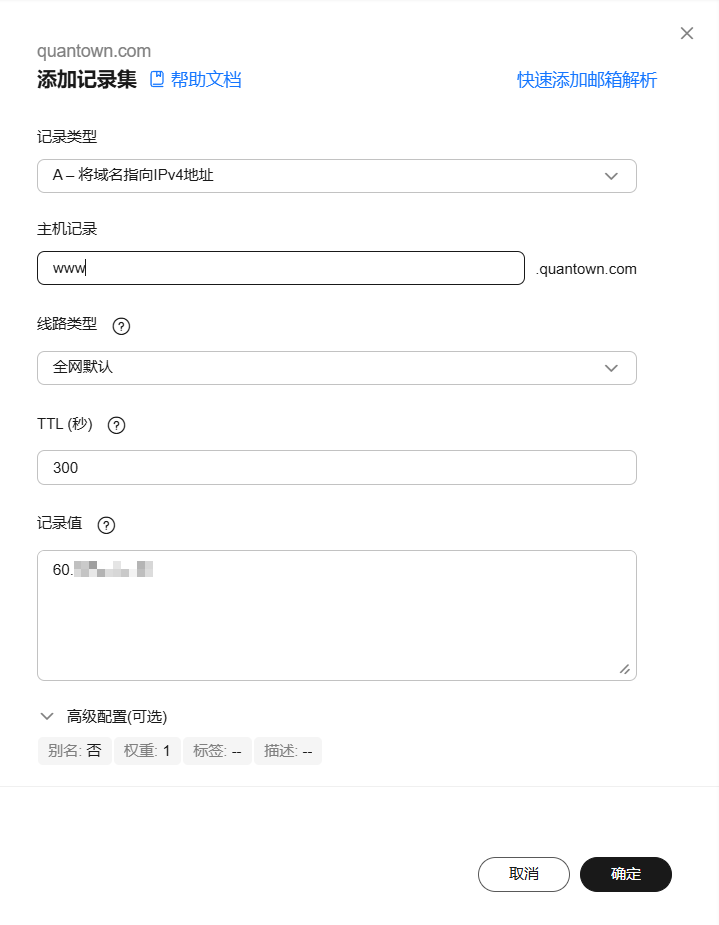 quantown.com
添加记录集 帮助文档 快速添加邮箱解析
记录类型
A – 将域名指向IPv4地址
主机记录
www .quantown.com
线路类型 ?
全网默认
TTL (秒) ?
300
记录值 ?
60.
高级配置(可选)
别名: 否 权重: 1 标签: -- 描述: --
取消 确定